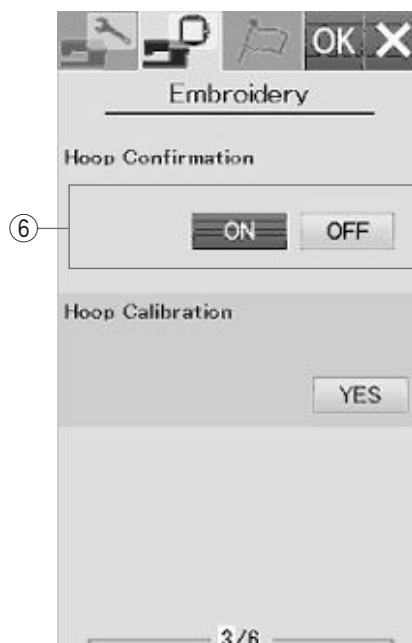 OK X
Embroidery
Hoop Confirmation
⑥
ON OFF
Hoop Calibration
YES
3/6